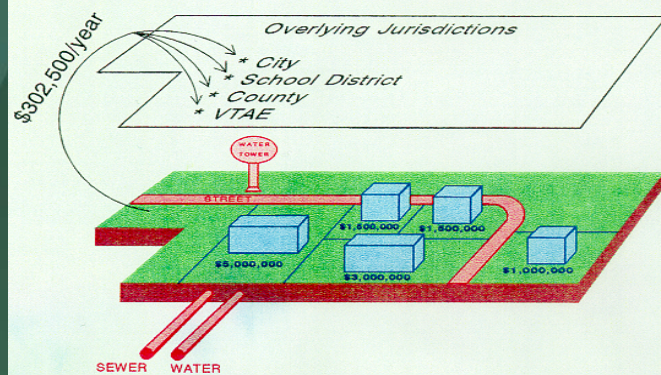 Overlying Jurisdictions
$302,500/year
* City
* School District
* County
* VTAE
WATER
TOWER
STREET
$1,500,000
$1,500,000
$5,000,000
$3,000,000
$1,000,000
SEWER
WATER